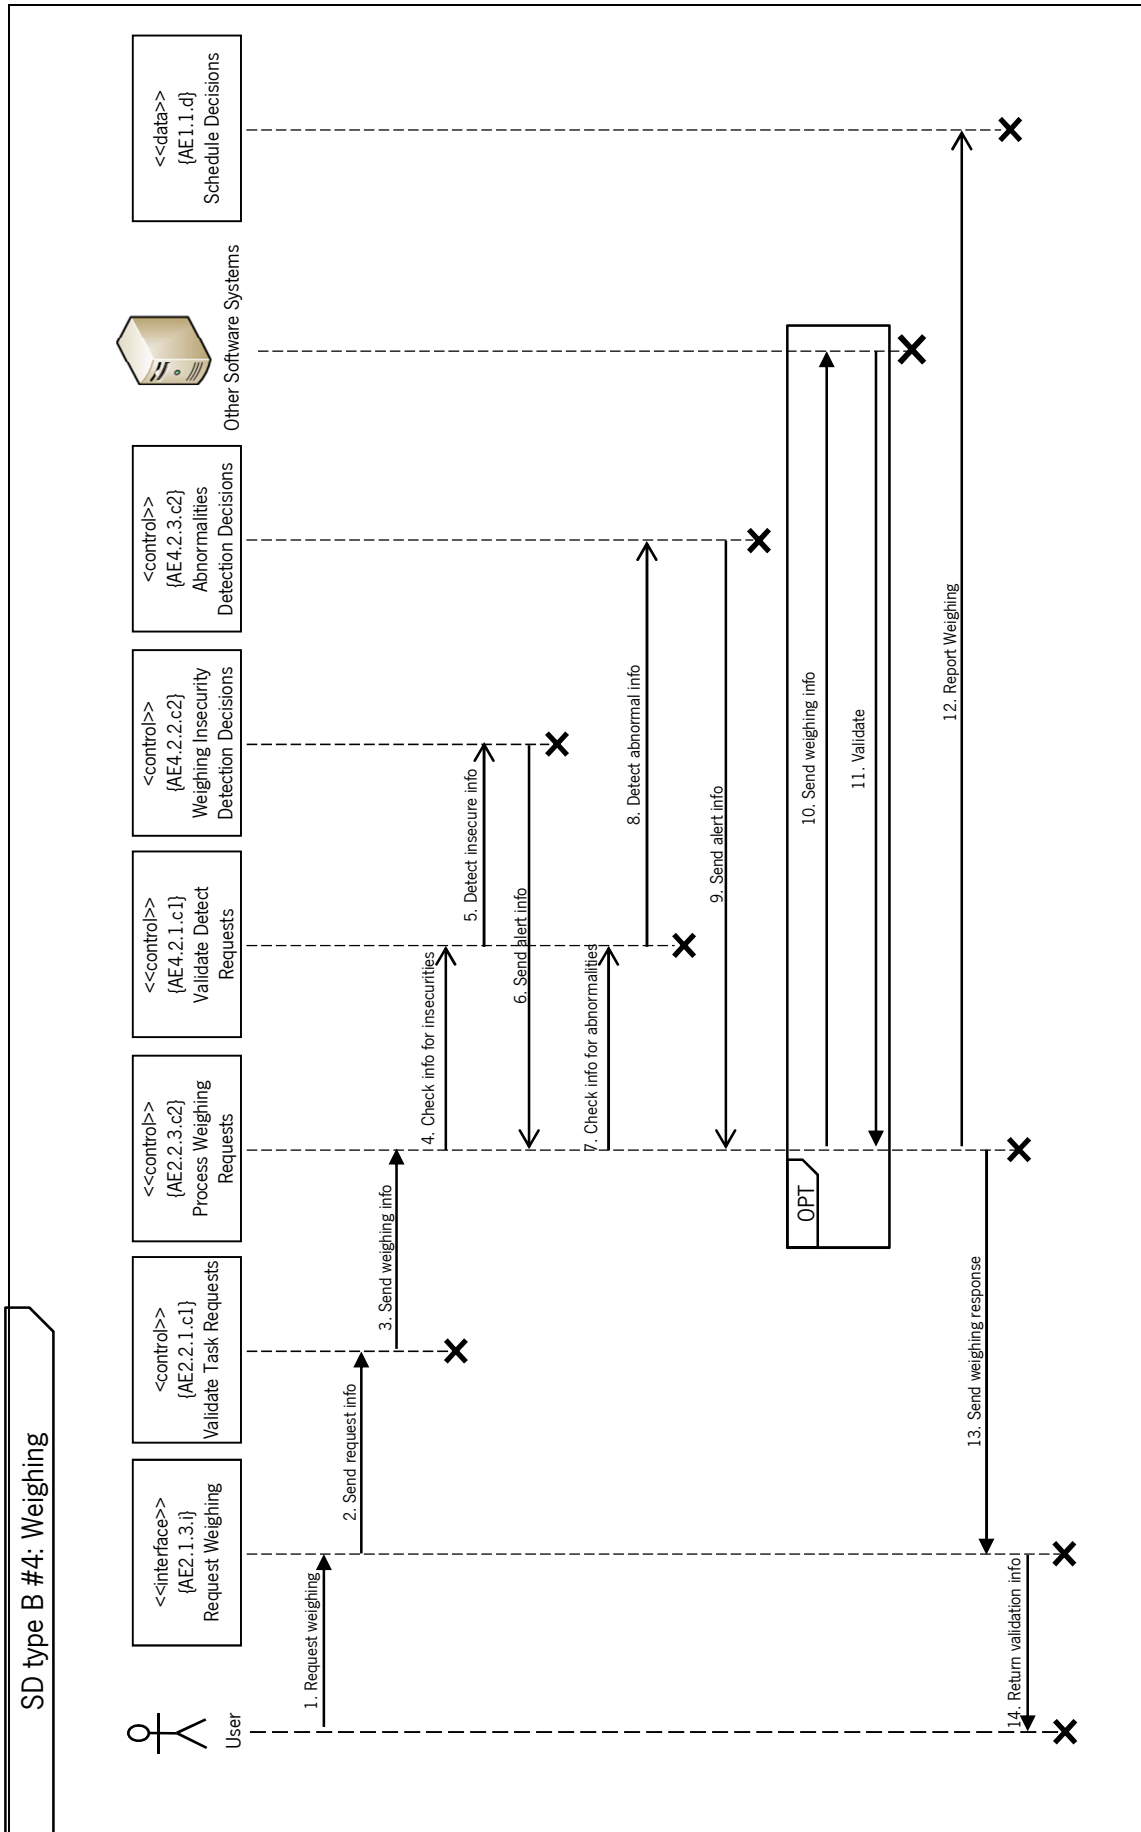 SD type B #4: Weighing
User
<<interface>>
{AE2.1.3.i}
Request Weighing
<control>>
{AE2.2.1.c1}
Validate Task Requests
<<control>>
{AE2.2.3.c2}
Process Weighing
Requests
<<control>>
{AE4.2.1.c1}
Validate Detect
Requests
<control>>
{AE4.2.2.c2}
Weighing Insecurity
Detection Decisions
<control>>
{AE4.2.3.c2}
Abnormalities
Detection Decisions
Other Software Systems
<<data>>
{AE1.1.d}
Schedule Decisions
1. Request weighing
2. Send request info
3. Send weighing info
4. Check info for insecurities
5. Detect insecure info
6. Send alert info
7. Check info for abnormalities
8. Detect abnormal info
9. Send alert info
OPT
10. Send weighing info
11. Validate
12. Report Weighing
13. Send weighing response
14. Return validation info